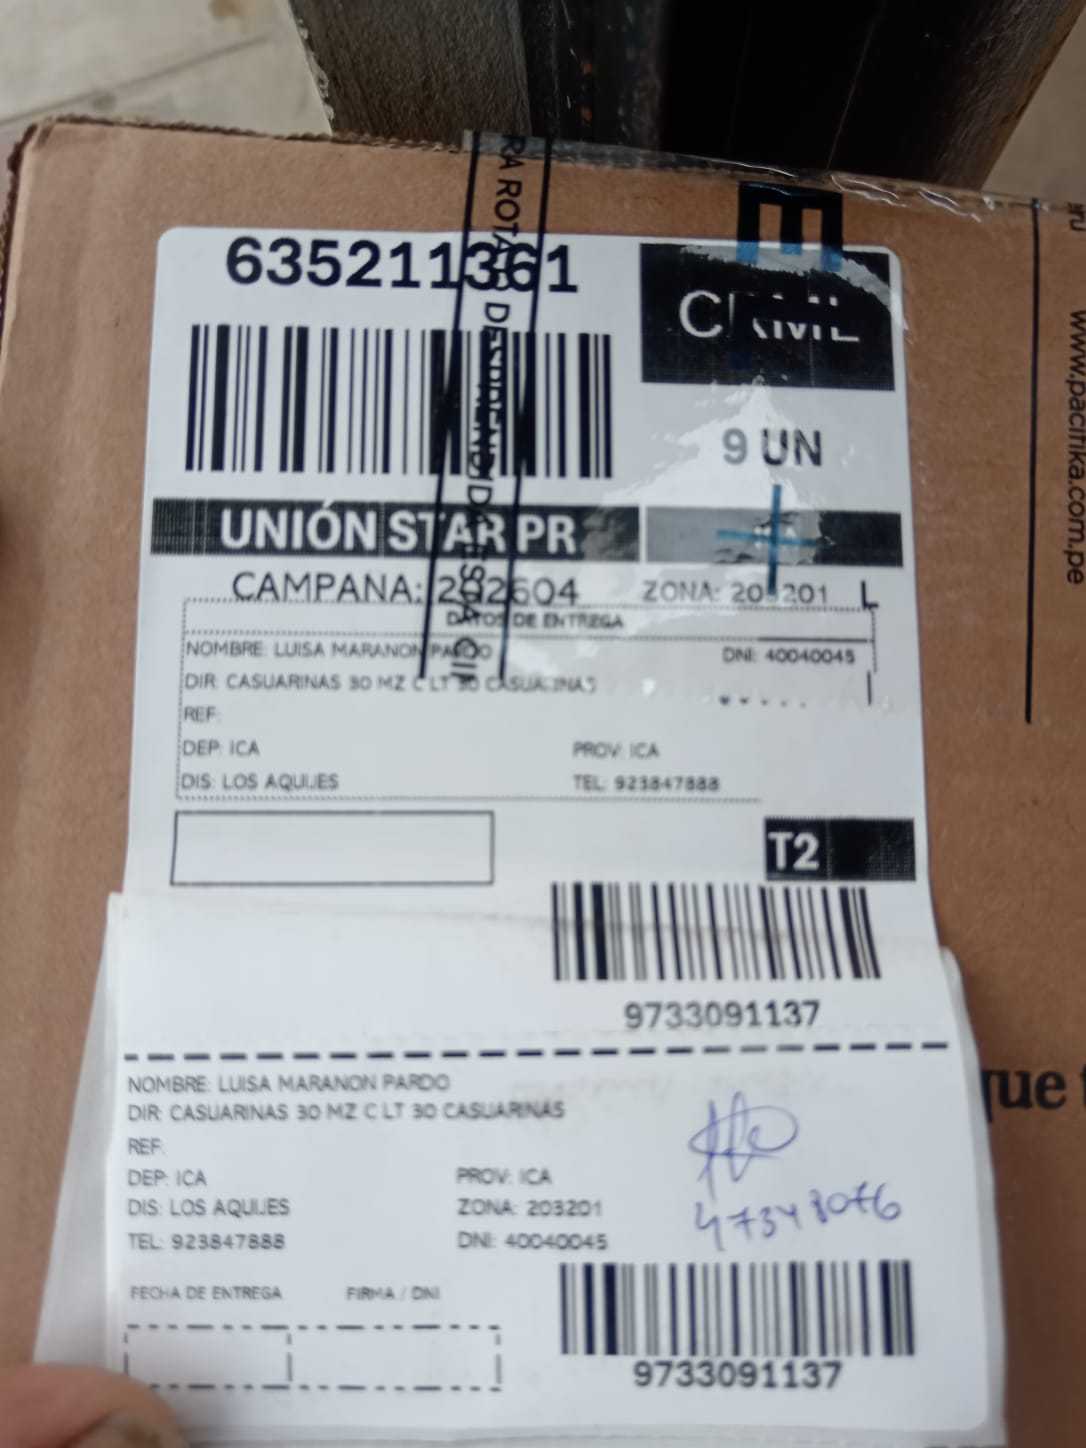 635211361
CRML
9 UN
UNIÓN STAR PR
CAMPANA: 202604 ZONA: 203201 L
DATOS DE ENTREGA
NOMBRE: LUISA MARANON PARDO DNI: 40040045
DIR: CASUARINAS 30 MZ C LT 30 CASUARINAS
REF:
DEP: ICA PROV: ICA
DIS: LOS AQUIJES TEL: 923847888
T2
9733091137
NOMBRE: LUISA MARANON PARDO
DIR: CASUARINAS 30 MZ C LT 30 CASUARINAS
REF:
DEP: ICA PROV: ICA
DIS: LOS AQUIJES ZONA: 203201
TEL: 923847888 DNI: 40040045
47348076
FECHA DE ENTREGA FIRMA / DNI
9733091137
www.pacifika.com.pe
que